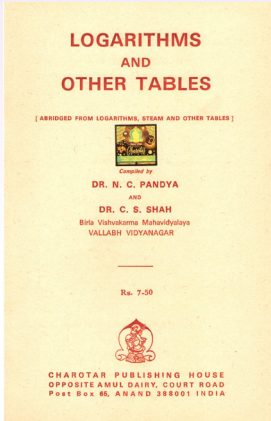 LOGARITHMS
AND
OTHER TABLES
[ ABRIDGED FROM LOGARITHMS, STEAM AND OTHER TABLES ]
Compiled by
DR. N. C. PANDYA
AND
DR. C. S. SHAH
Birla Vishvakarma Mahavidyalaya
VALLABH VIDYANAGAR
Rs. 7-50
CHAROTAR PUBLISHING HOUSE
OPPOSITE AMUL DAIRY, COURT ROAD
Post Box 65, ANAND 388001 INDIA